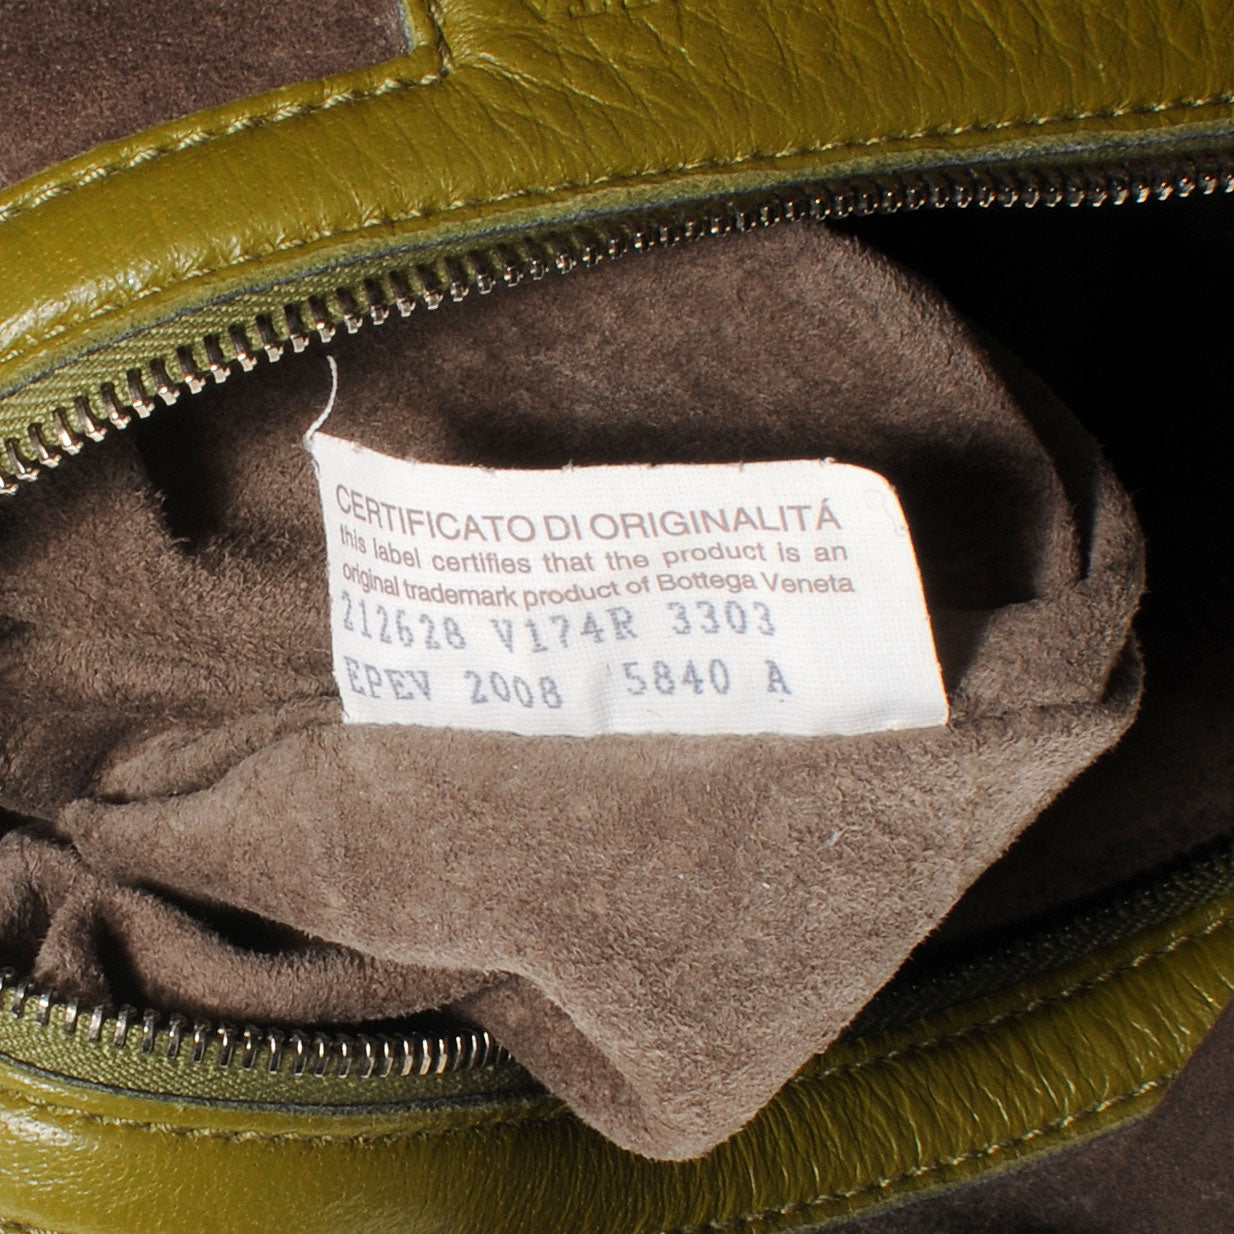 CERTIFICATO DI ORIGINALITÁ
this label certifies that the product is an
original trademark product of Bottega Veneta
212628 V174R 3303
EPEV 2008 5840 A